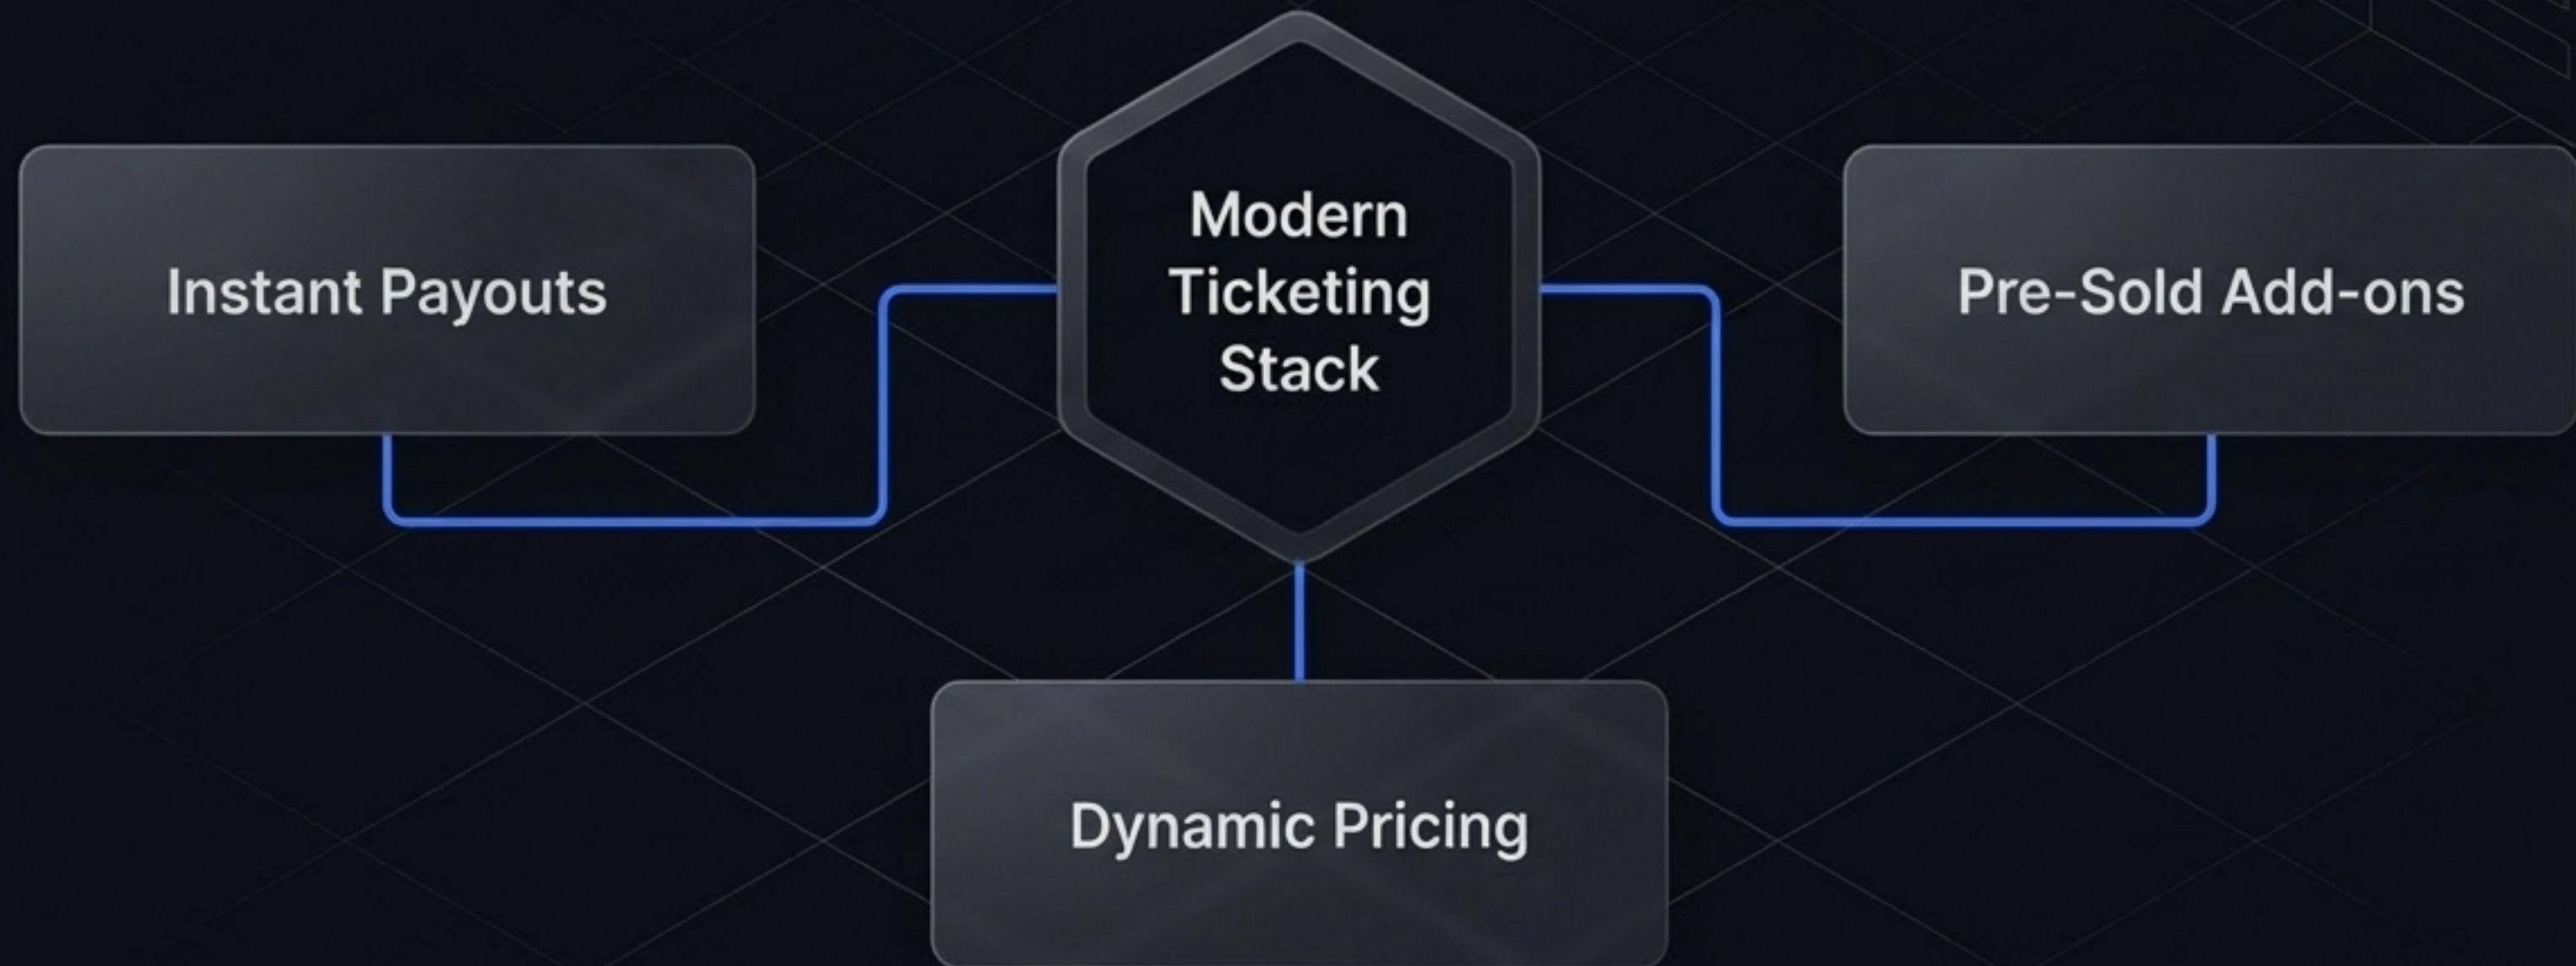 Modern
Ticketing
Stack
Instant Payouts
Pre-Sold Add-ons
Dynamic Pricing